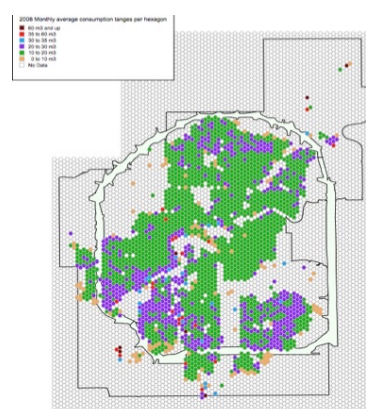 2008 Monthly average consumption ranges per hexagon
60 m3 and up
35 to 60 m3
30 to 35 m3
20 to 30 m3
10 to 20 m3
0 to 10 m3
No Data